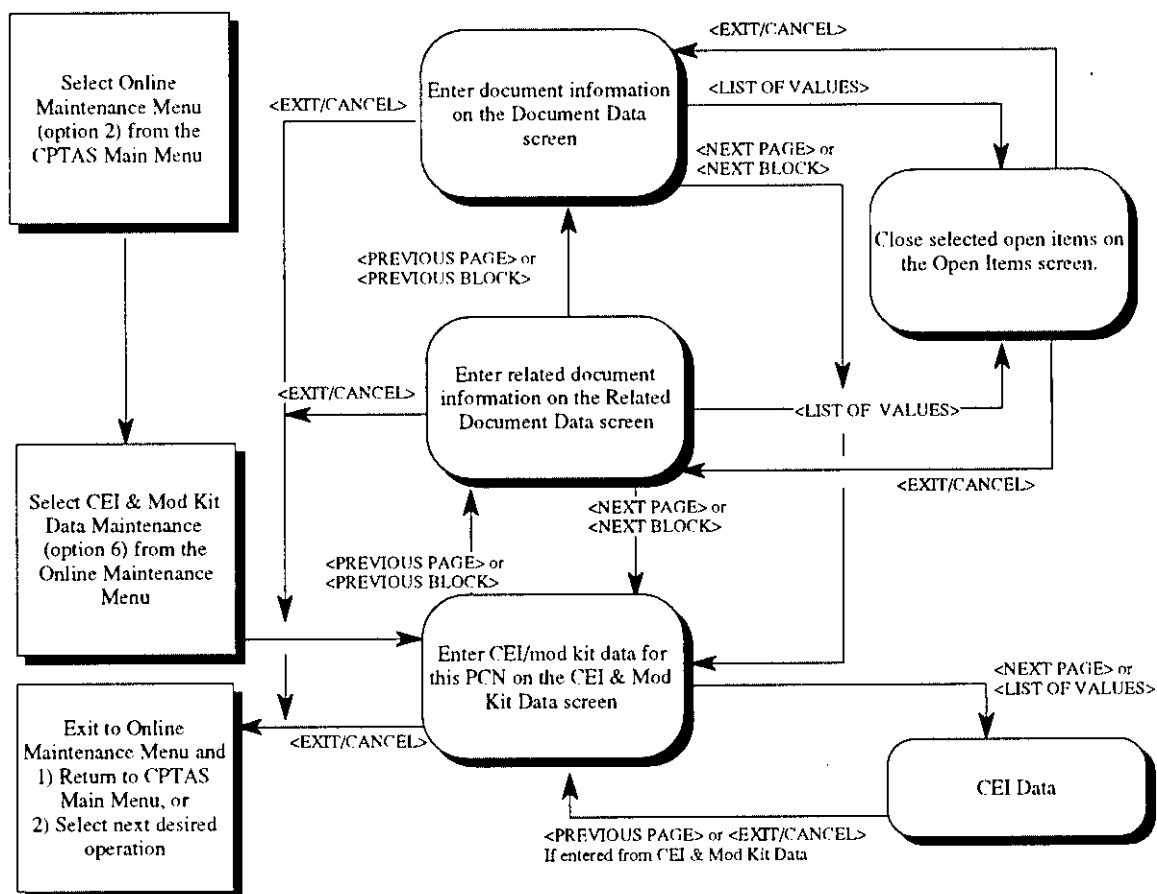 Select Online
Maintenance Menu
(option 2) from the
CPTAS Main Menu
<EXIT/CANCEL>
Enter document information
on the Document Data
screen
<EXIT/CANCEL>
<LIST OF VALUES>
<NEXT PAGE> or
<NEXT BLOCK>
Close selected open items on
the Open Items screen.
<PREVIOUS PAGE> or
<PREVIOUS BLOCK>
<EXIT/CANCEL>
Enter related document
information on the Related
Document Data screen
<LIST OF VALUES>
<EXIT/CANCEL>
<NEXT PAGE> or
<NEXT BLOCK>
Select CEI & Mod Kit
Data Maintenance
(option 6) from the
Online Maintenance
Menu
<PREVIOUS PAGE> or
<PREVIOUS BLOCK>
Enter CEI/mod kit data for
this PCN on the CEI & Mod
Kit Data screen
<NEXT PAGE> or
<LIST OF VALUES>
Exit to Online
Maintenance Menu and
1) Return to CPTAS
Main Menu, or
2) Select next desired
operation
<EXIT/CANCEL>
CEI Data
<PREVIOUS PAGE> or <EXIT/CANCEL>
If entered from CEI & Mod Kit Data